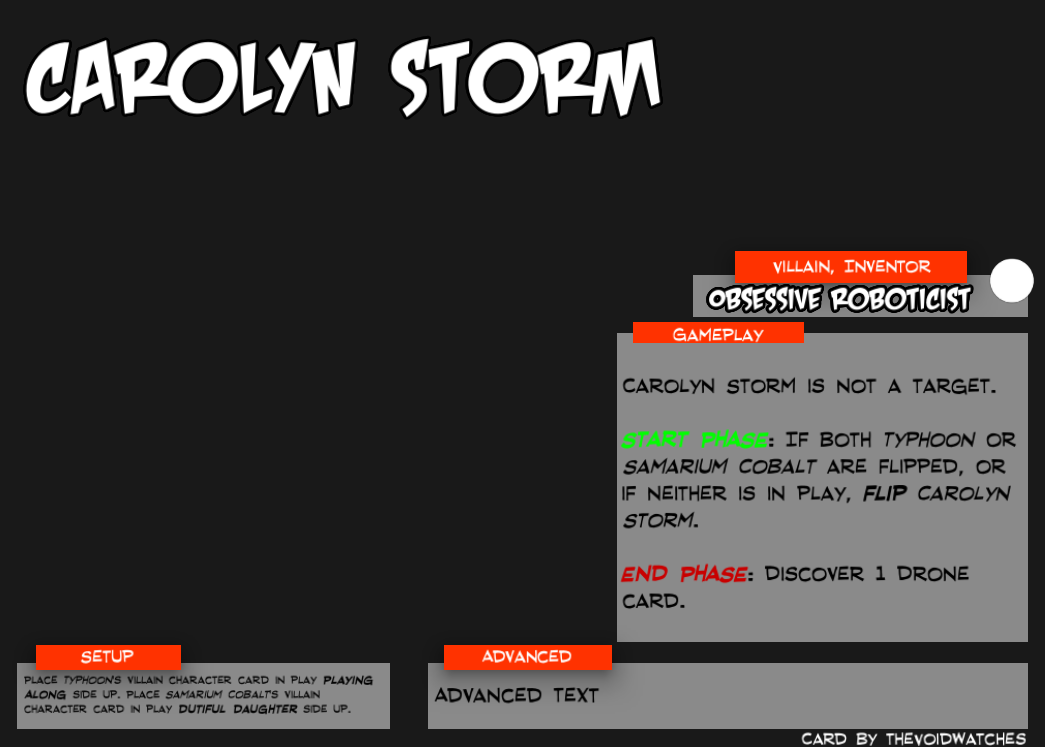 CAROLYN STORM
VILLAIN, INVENTOR
OBSESSIVE ROBOTICIST
GAMEPLAY
CAROLYN STORM IS NOT A TARGET.
START PHASE: IF BOTH TYPHOON OR
SAMARIUM COBALT ARE FLIPPED, OR
IF NEITHER IS IN PLAY, FLIP CAROLYN
STORM.
END PHASE: DISCOVER 1 DRONE
CARD.
SETUP
PLACE TYPHOON'S VILLAIN CHARACTER CARD IN PLAY PLAYING
ALONG SIDE UP. PLACE SAMARIUM COBALT'S VILLAIN
CHARACTER CARD IN PLAY DUTIFUL DAUGHTER SIDE UP.
ADVANCED
ADVANCED TEXT
CARD BY THEVOIDWATCHES